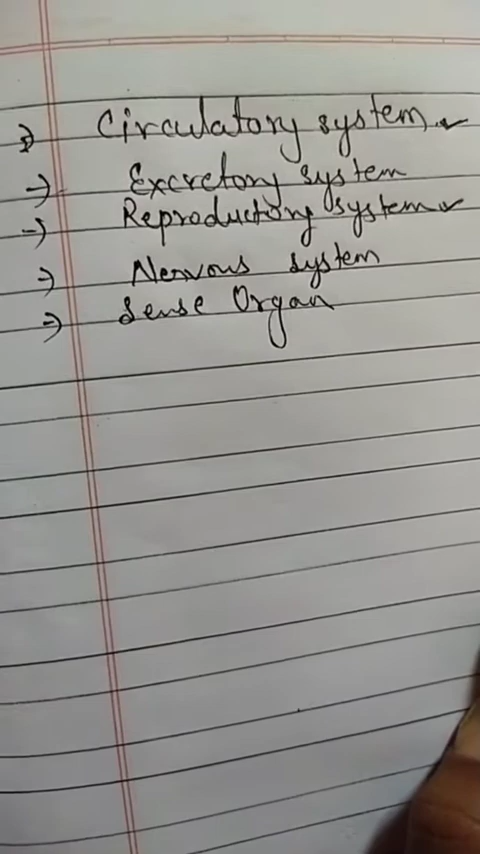 → Circulatory system ✓
→ Excretory system
→ Reproductory system ✓
→ Nervous system
→ Sense Organ